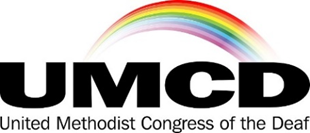 UMCD
United Methodist Congress of the Deaf